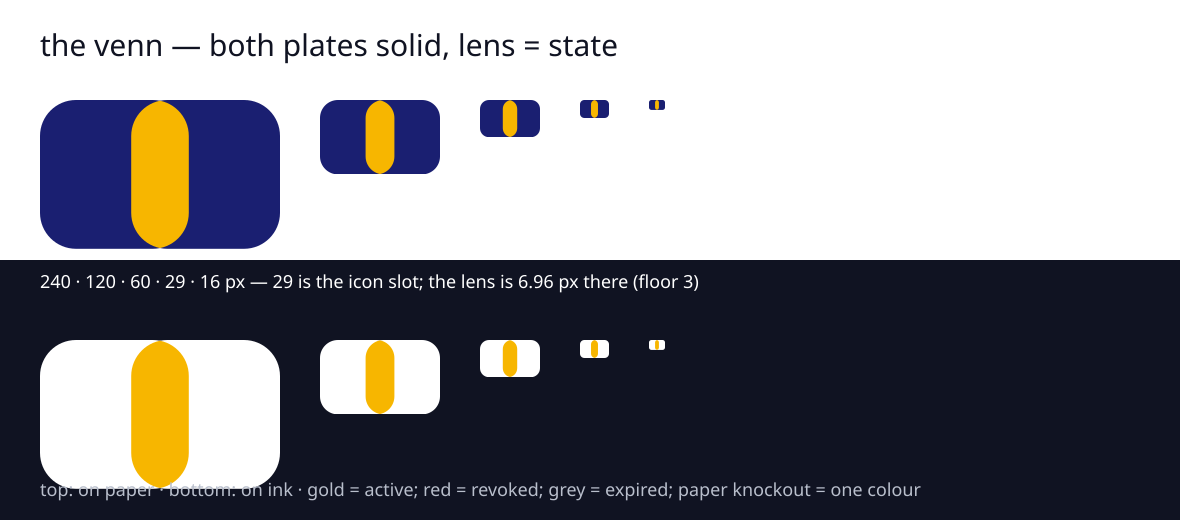 the venn — both plates solid, lens = state
240 · 120 · 60 · 29 · 16 px — 29 is the icon slot; the lens is 6.96 px there (floor 3)
top: on paper · bottom: on ink · gold = active; red = revoked; grey = expired; paper knockout = one colour